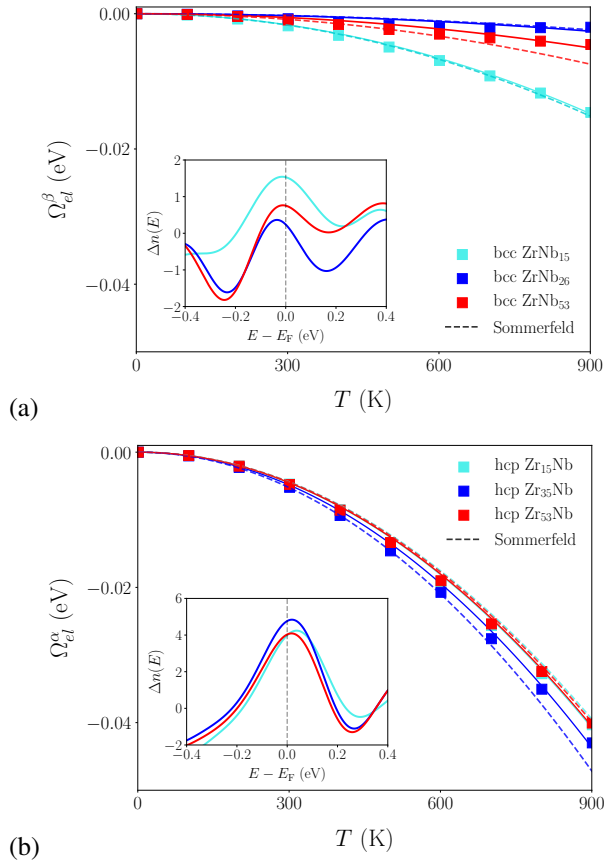 0.00
−0.02
−0.04
Ω_el^β (eV)
2
1
0
−1
−2
Δn(E)
−0.4 −0.2 0.0 0.2 0.4
E − E_F (eV)
bcc ZrNb₁₅
bcc ZrNb₂₆
bcc ZrNb₅₃
Sommerfeld
0 300 600 900
T (K)
(a)
0.00
−0.02
−0.04
Ω_el^α (eV)
6
4
2
0
−2
Δn(E)
−0.4 −0.2 0.0 0.2 0.4
E − E_F (eV)
hcp Zr₁₅Nb
hcp Zr₃₅Nb
hcp Zr₅₃Nb
Sommerfeld
0 300 600 900
T (K)
(b)